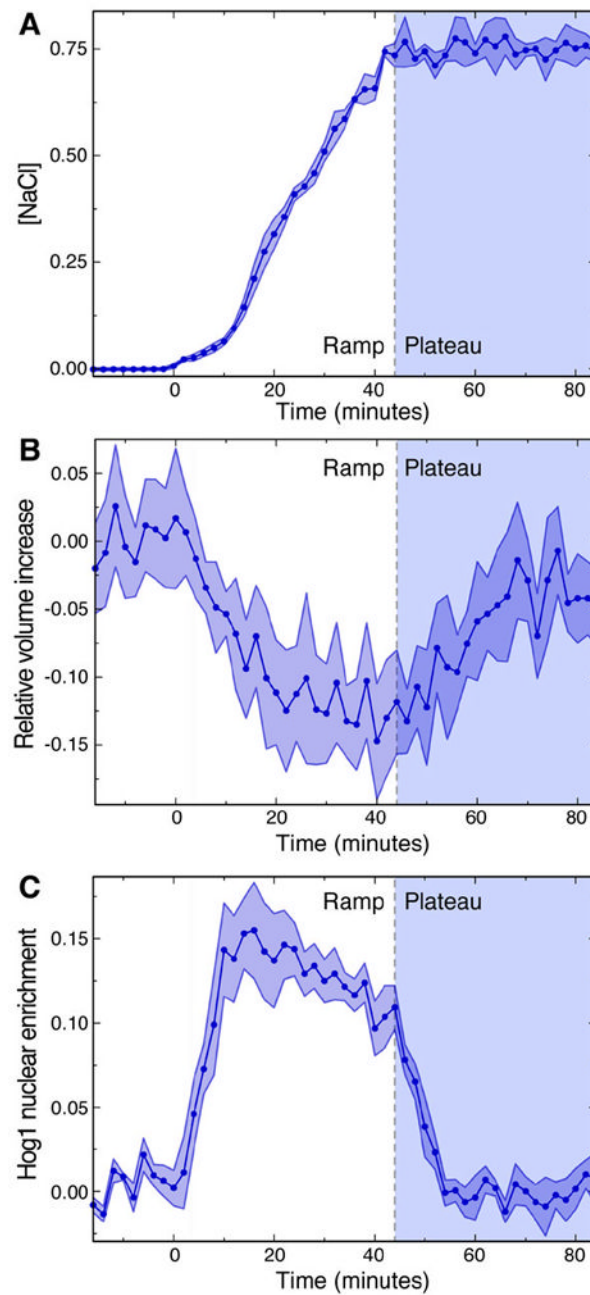 A
0.75
0.50
0.25
0.00
[NaCl]
Ramp Plateau
0 20 40 60 80
Time (minutes)
B
0.05
0.00
-0.05
-0.10
-0.15
Relative volume increase
Ramp Plateau
0 20 40 60 80
Time (minutes)
C
0.15
0.10
0.05
0.00
Hog1 nuclear enrichment
Ramp Plateau
0 20 40 60 80
Time (minutes)